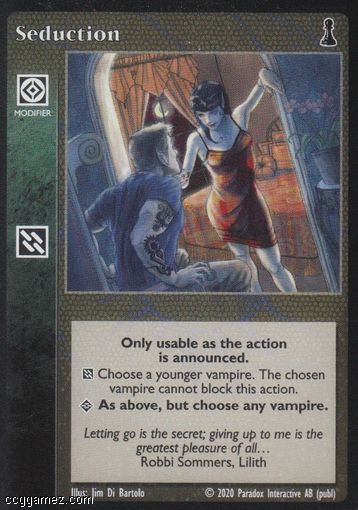 Seduction
MODIFIER
Only usable as the action
is announced.
Choose a younger vampire. The chosen
vampire cannot block this action.
As above, but choose any vampire.
Letting go is the secret; giving up to me is the
greatest pleasure of all...
Robbi Sommers, Lilith
Illus: Jim Di Bartolo
© 2020 Paradox Interactive AB (publ)
ccggamez.com